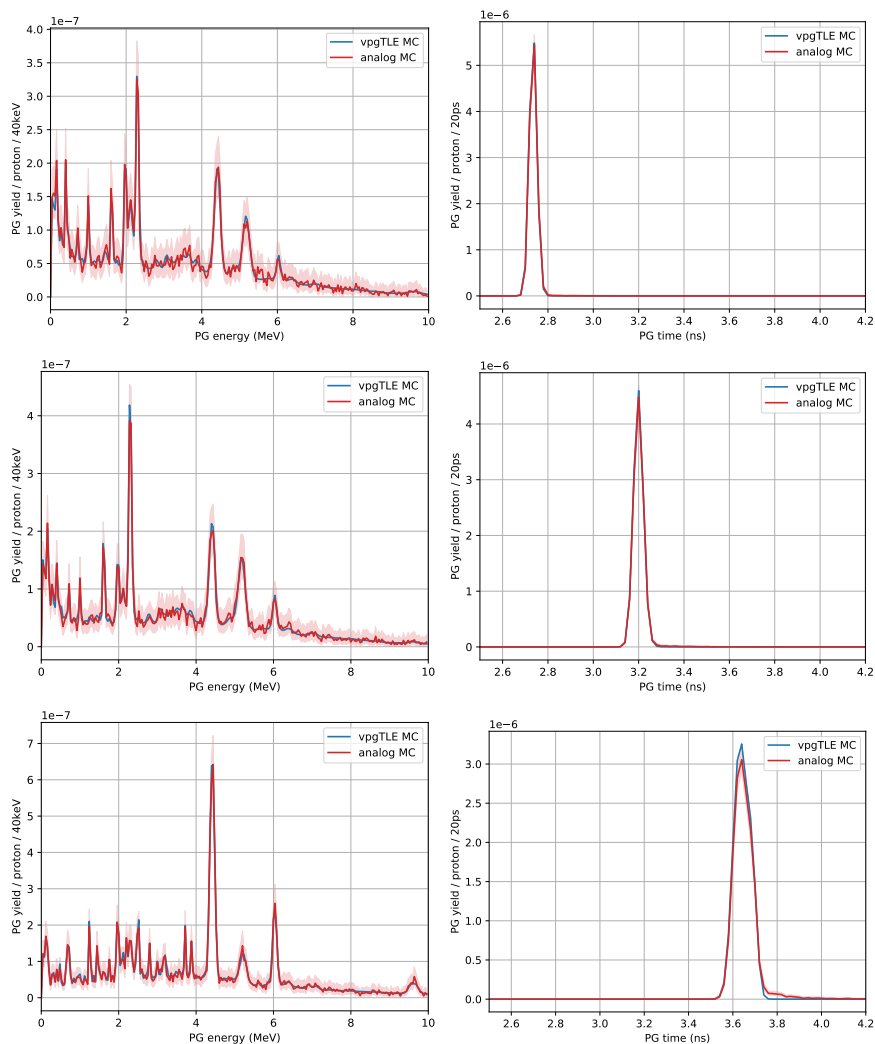 1e−7
4.0
3.5
3.0
2.5
2.0
1.5
1.0
0.5
0.0
PG yield / proton / 40keV
vpgTLE MC
analog MC
0 2 4 6 8 10
PG energy (MeV)
1e−6
5
4
3
2
1
0
PG yield / proton / 20ps
vpgTLE MC
analog MC
2.6 2.8 3.0 3.2 3.4 3.6 3.8 4.0 4.2
PG time (ns)
1e−7
4
3
2
1
0
PG yield / proton / 40keV
vpgTLE MC
analog MC
0 2 4 6 8 10
PG energy (MeV)
1e−6
5
4
3
2
1
0
PG yield / proton / 20ps
vpgTLE MC
analog MC
2.6 2.8 3.0 3.2 3.4 3.6 3.8 4.0 4.2
PG time (ns)
1e−7
7
6
5
4
3
2
1
0
PG yield / proton / 40keV
vpgTLE MC
analog MC
0 2 4 6 8 10
PG energy (MeV)
1e−6
3.0
2.5
2.0
1.5
1.0
0.5
0.0
PG yield / proton / 20ps
vpgTLE MC
analog MC
2.6 2.8 3.0 3.2 3.4 3.6 3.8 4.0 4.2
PG time (ns)